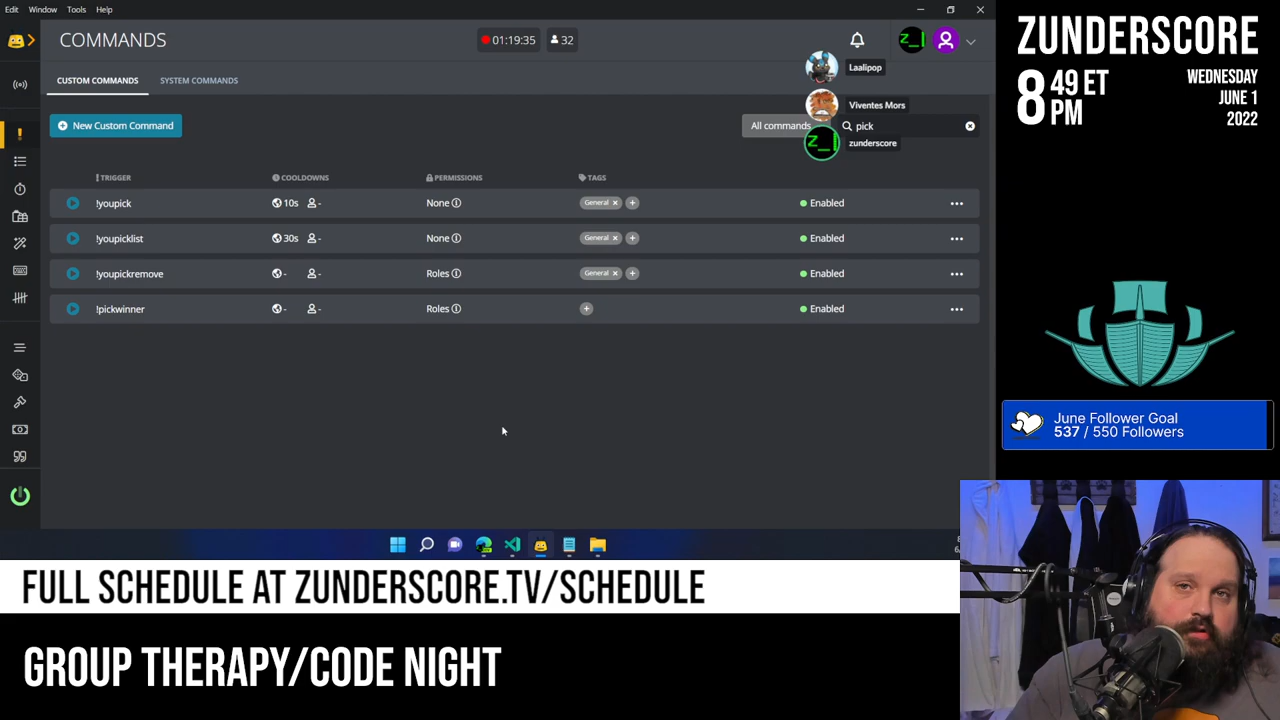 Edit Window Tools Help
COMMANDS
01:19:35
32
Laalipop
CUSTOM COMMANDS
SYSTEM COMMANDS
Viventes Mors
New Custom Command
All commands
pick
zunderscore
TRIGGER COOLDOWNS PERMISSIONS TAGS
!youpick 10s - None General × + Enabled
!youpicklist 30s - None General × + Enabled
!youpickremove - - Roles General × + Enabled
!pickwinner - - Roles + Enabled
ZUNDERSCORE
8 49 ET
PM
WEDNESDAY
JUNE 1
2022
June Follower Goal
537 / 550 Followers
FULL SCHEDULE AT ZUNDERSCORE.TV/SCHEDULE
GROUP THERAPY/CODE NIGHT